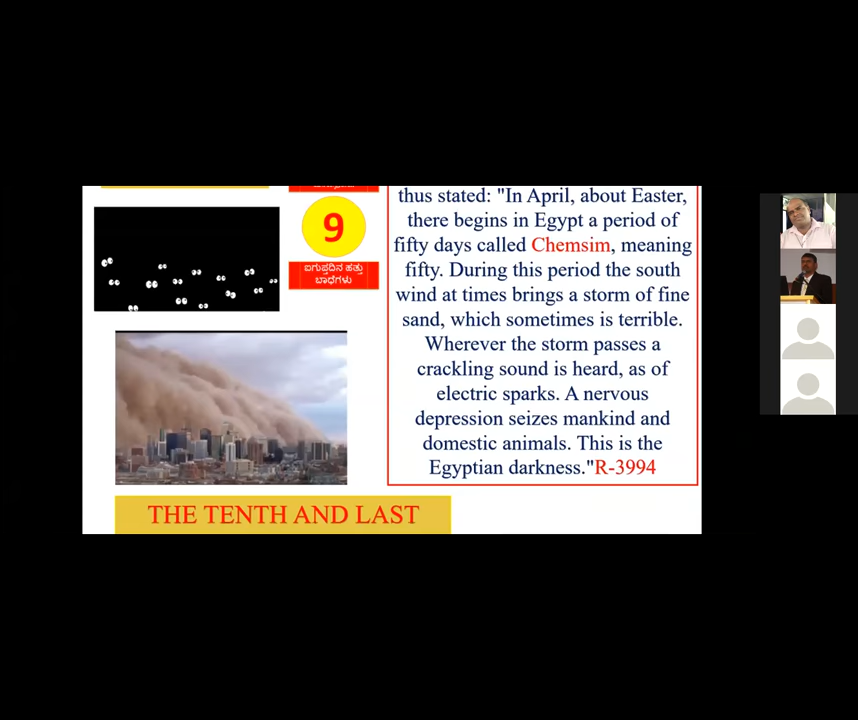 9
ಐಗುಪ್ತದಿನ ಹತ್ತು
ಬಾಧೆಗಳು
thus stated: "In April, about Easter,
there begins in Egypt a period of
fifty days called Chemsim, meaning
fifty. During this period the south
wind at times brings a storm of fine
sand, which sometimes is terrible.
Wherever the storm passes a
crackling sound is heard, as of
electric sparks. A nervous
depression seizes mankind and
domestic animals. This is the
Egyptian darkness."R-3994
THE TENTH AND LAST